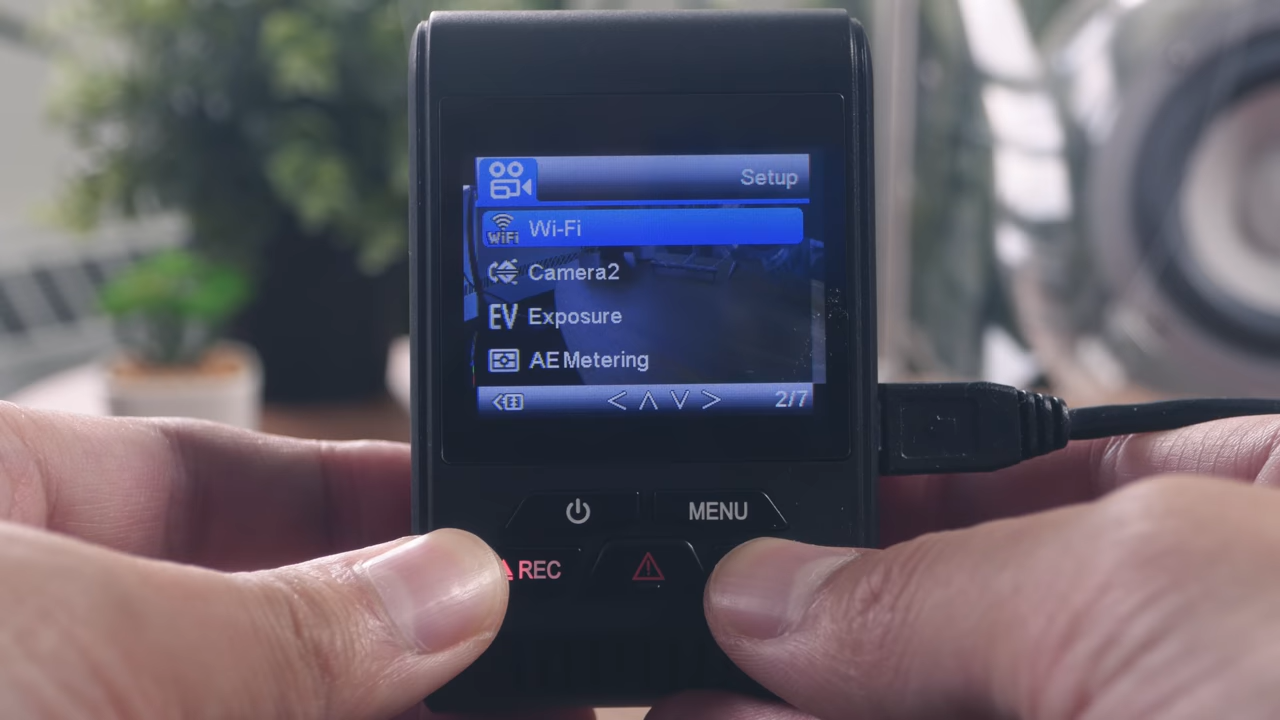 Setup
WiFi Wi-Fi
Camera2
EV Exposure
AE Metering
2/7
MENU
REC